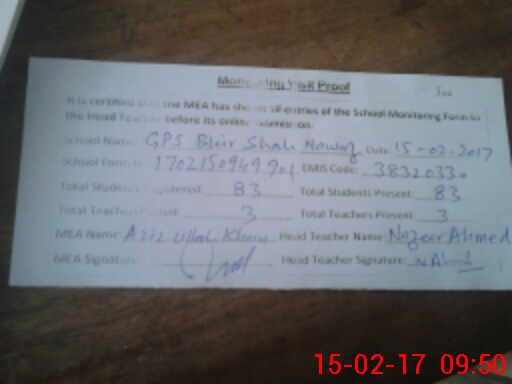 Monitoring Visit Proof
It is certified that the MEA has shown all entries of the School Monitoring Form to
the Head Teacher before its online submission.
School Name: GPS Bhir Shah Nawaz Date 15-02-2017
School Form 170215094990 EMIS Code: 38320330
Total Students Registered: 83 Total Students Present: 83
Total Teachers Posted: 3 Total Teachers Present: 3
MEA Name: Aziz Ullah Khan Head Teacher Name: Nazeer Ahmed
MEA Signature: Head Teacher Signature:
15-02-17 09:50